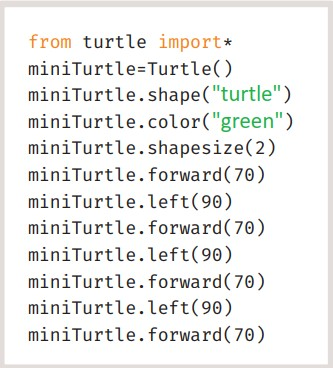 from turtle import*
miniTurtle=Turtle()
miniTurtle.shape("turtle")
miniTurtle.color("green")
miniTurtle.shapesize(2)
miniTurtle.forward(70)
miniTurtle.left(90)
miniTurtle.forward(70)
miniTurtle.left(90)
miniTurtle.forward(70)
miniTurtle.left(90)
miniTurtle.forward(70)